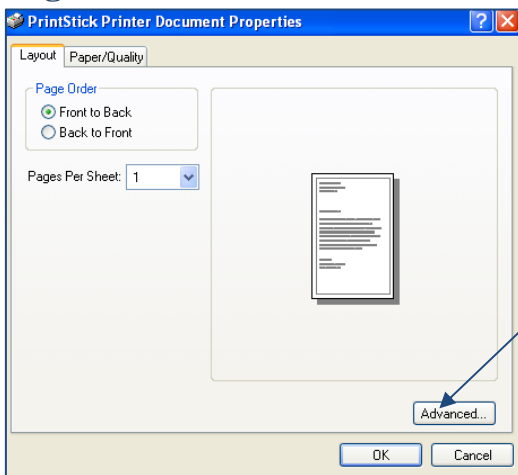 PrintStick Printer Document Properties
Layout Paper/Quality
Page Order
Front to Back
Back to Front
Pages Per Sheet: 1
Advanced...
OK Cancel